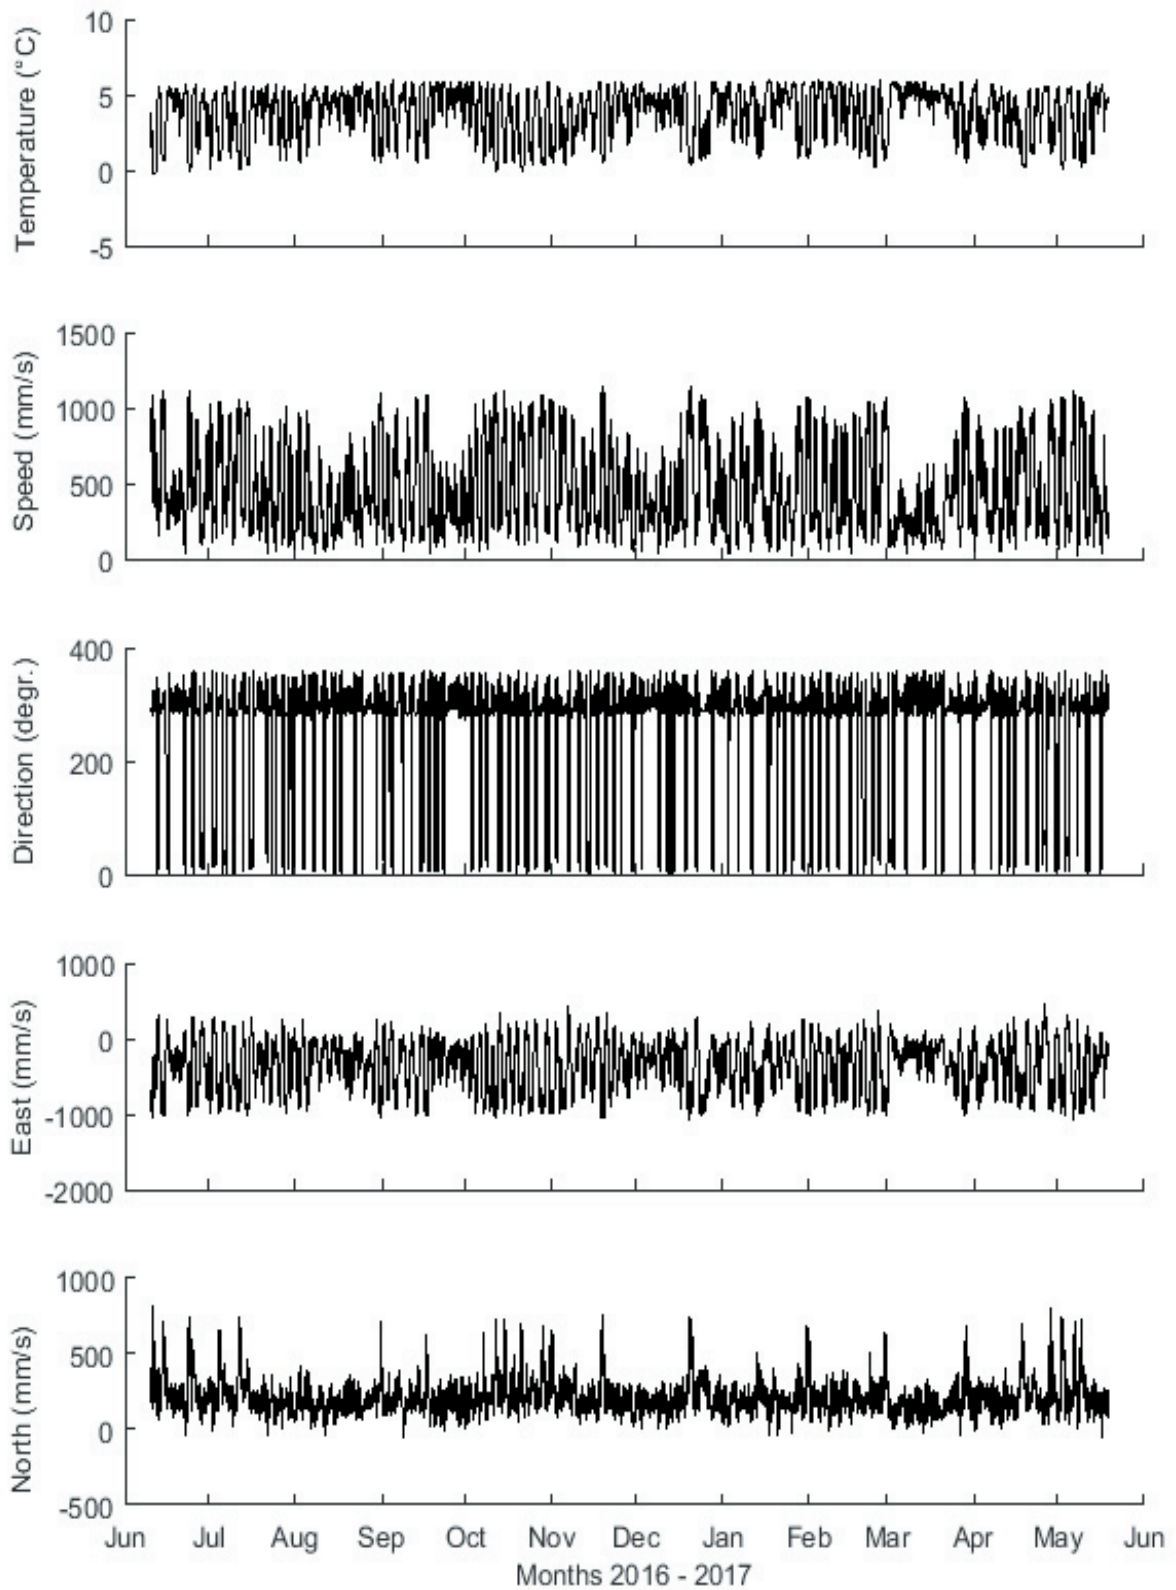 Temperature (°C)
10
5
0
-5
Speed (mm/s)
1500
1000
500
0
Direction (degr.)
400
200
0
East (mm/s)
1000
0
-1000
-2000
North (mm/s)
1000
500
0
-500
Jun Jul Aug Sep Oct Nov Dec Jan Feb Mar Apr May Jun
Months 2016 - 2017